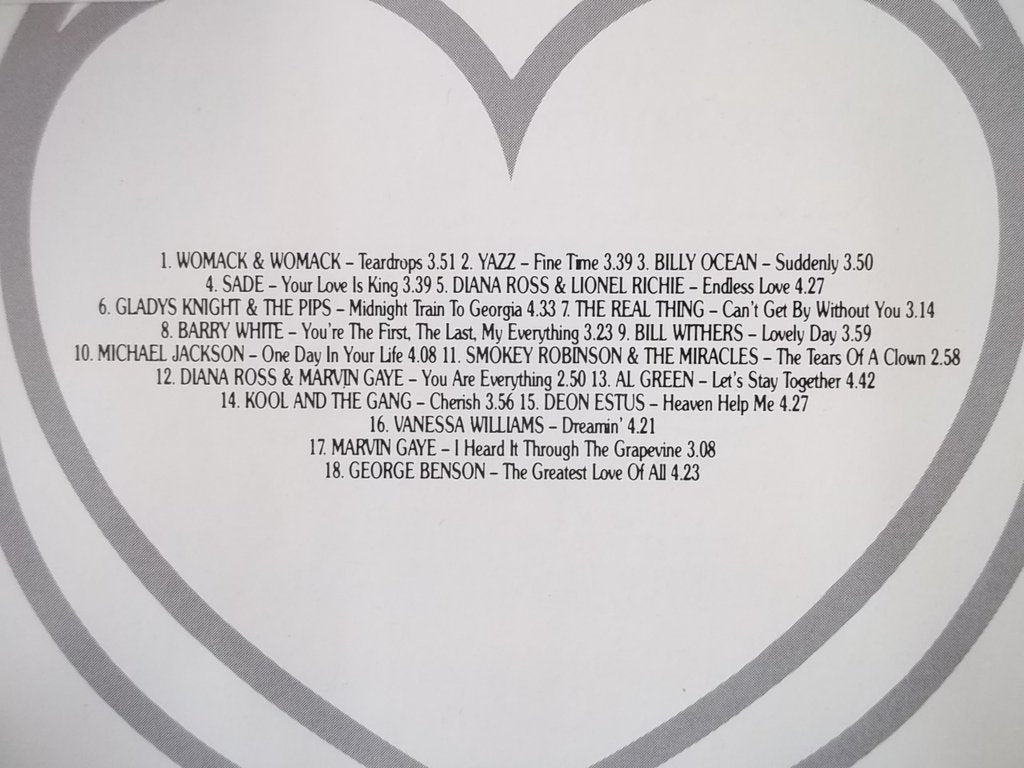 1. WOMACK & WOMACK – Teardrops 3.51 2. YAZZ – Fine Time 3.39 3. BILLY OCEAN – Suddenly 3.50
4. SADE – Your Love Is King 3.39 5. DIANA ROSS & LIONEL RICHIE – Endless Love 4.27
6. GLADYS KNIGHT & THE PIPS – Midnight Train To Georgia 4.33 7. THE REAL THING – Can't Get By Without You 3.14
8. BARRY WHITE – You're The First, The Last, My Everything 3.23 9. BILL WITHERS – Lovely Day 3.59
10. MICHAEL JACKSON – One Day In Your Life 4.08 11. SMOKEY ROBINSON & THE MIRACLES – The Tears Of A Clown 2.58
12. DIANA ROSS & MARVIN GAYE – You Are Everything 2.50 13. AL GREEN – Let's Stay Together 4.42
14. KOOL AND THE GANG – Cherish 3.56 15. DEON ESTUS – Heaven Help Me 4.27
16. VANESSA WILLIAMS – Dreamin' 4.21
17. MARVIN GAYE – I Heard It Through The Grapevine 3.08
18. GEORGE BENSON – The Greatest Love Of All 4.23